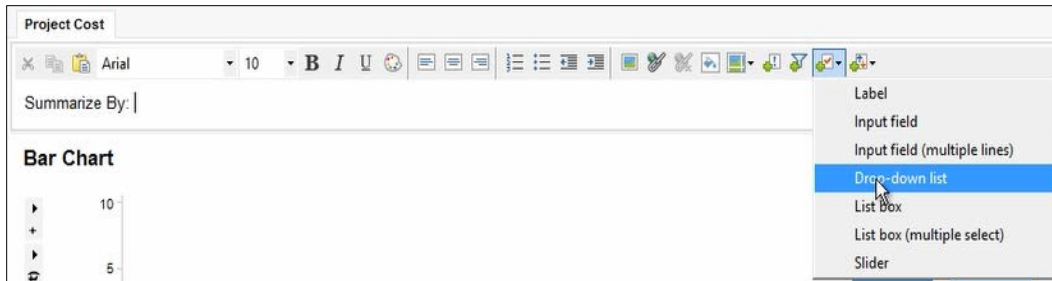 Project Cost
Arial 10 B I U
Summarize By:
Label
Input field
Input field (multiple lines)
Drop-down list
List box
List box (multiple select)
Slider
Bar Chart
10
5